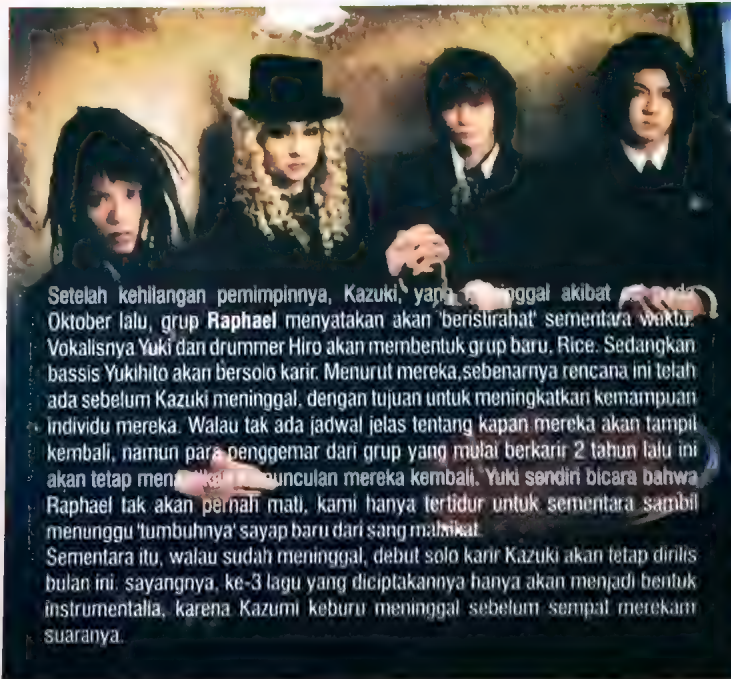 Setelah kehilangan pemimpinnya, Kazuki, yang meninggal akibat
Oktober lalu, grup Raphael menyatakan akan 'beristirahat' sementara waktu.
Vokalisnya Yuki dan drummer Hiro akan membentuk grup baru, Rice. Sedangkan
bassis Yukihito akan bersolo karir. Menurut mereka,sebenarnya rencana ini telah
ada sebelum Kazuki meninggal, dengan tujuan untuk meningkatkan kemampuan
individu mereka. Walau tak ada jadwal jelas tentang kapan mereka akan tampil
kembali, namun para penggemar dari grup yang mulai berkarir 2 tahun lalu ini
akan tetap kemunculan mereka kembali. Yuki sendiri bicara bahwa
Raphael tak akan pernah mati, kami hanya tertidur untuk sementara sambil
menunggu 'tumbuhnya' sayap baru dari sang malaikat.
Sementara itu, walau sudah meninggal, debut solo karir Kazuki akan tetap dirilis
bulan ini. sayangnya, ke-3 lagu yang diciptakannya hanya akan menjadi bentuk
instrumentalia, karena Kazumi keburu meninggal sebelum sempat merekam
suaranya.